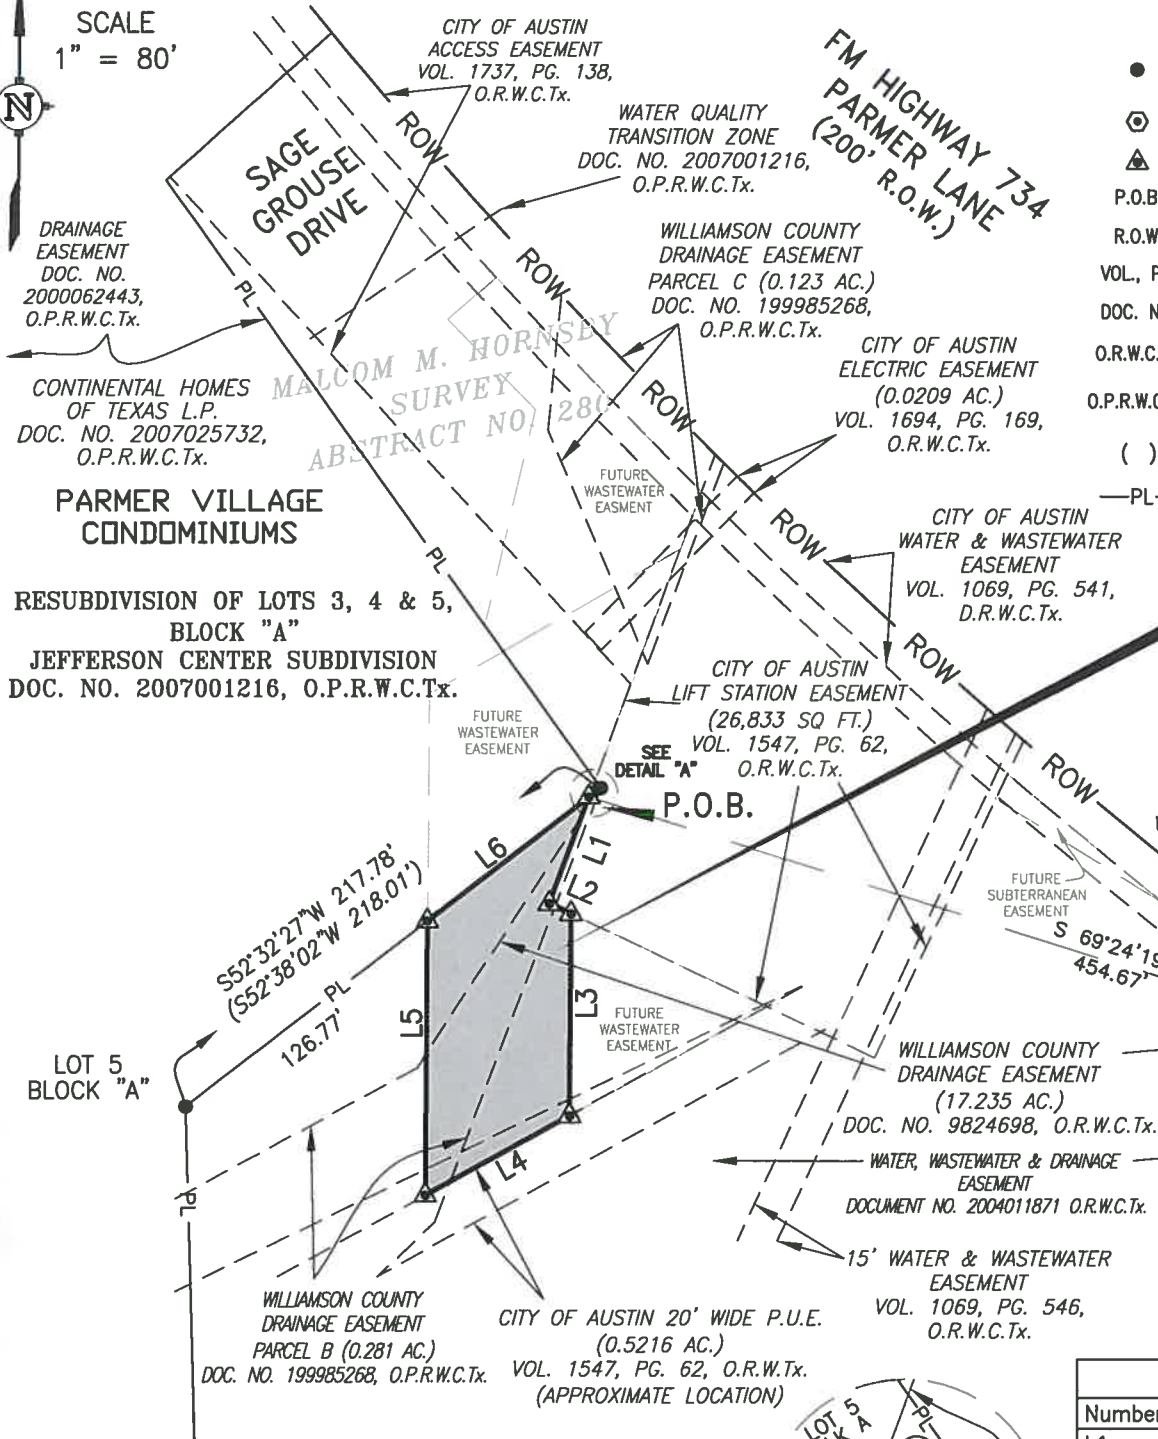 SCALE
1" = 80'
N
CITY OF AUSTIN
ACCESS EASEMENT
VOL. 1737, PG. 138,
O.R.W.C.Tx.
WATER QUALITY
TRANSITION ZONE
DOC. NO. 2007001216,
O.P.R.W.C.Tx.
FM HIGHWAY 734
PARMER LANE
(200' R.O.W.)
P.O.B
R.O.W
VOL., P
DOC. N
O.R.W.C.
O.P.R.W.C
( )
PL
SAGE
GROUSE
DRIVE
ROW
DRAINAGE
EASEMENT
DOC. NO.
2000062443,
O.P.R.W.C.Tx.
PL
ROW
WILLIAMSON COUNTY
DRAINAGE EASEMENT
PARCEL C (0.123 AC.)
DOC. NO. 199985268,
O.P.R.W.C.Tx.
CITY OF AUSTIN
ELECTRIC EASEMENT
(0.0209 AC.)
VOL. 1694, PG. 169,
O.R.W.C.Tx.
MALCOM M. HORNSBY
SURVEY
ABSTRACT NO. 280
CONTINENTAL HOMES
OF TEXAS L.P.
DOC. NO. 2007025732,
O.P.R.W.C.Tx.
ROW
FUTURE
WASTEWATER
EASMENT
PARMER VILLAGE
CONDOMINIUMS
PL
ROW
CITY OF AUSTIN
WATER & WASTEWATER
EASEMENT
VOL. 1069, PG. 541,
D.R.W.C.Tx.
RESUBDIVISION OF LOTS 3, 4 & 5,
BLOCK "A"
JEFFERSON CENTER SUBDIVISION
DOC. NO. 2007001216, O.P.R.W.C.Tx.
ROW
CITY OF AUSTIN
LIFT STATION EASEMENT
(26,833 SQ FT.)
VOL. 1547, PG. 62,
O.R.W.C.Tx.
FUTURE
WASTEWATER
EASEMENT
SEE
DETAIL "A"
P.O.B.
ROW
L6
L1
L2
S52°32'27"W 217.78'
(S52°38'02"W 218.01')
PL
126.77'
L5
L3
FUTURE
WASTEWATER
EASEMENT
FUTURE
SUBTERRANEAN
EASEMENT
S 69°24'19
454.67'
LOT 5
BLOCK "A"
WILLIAMSON COUNTY
DRAINAGE EASEMENT
(17.235 AC.)
DOC. NO. 9824698, O.R.W.C.Tx.
L4
PL
WATER, WASTEWATER & DRAINAGE
EASEMENT
DOCUMENT NO. 2004011871 O.R.W.C.Tx.
15' WATER & WASTEWATER
EASEMENT
VOL. 1069, PG. 546,
O.R.W.C.Tx.
WILLIAMSON COUNTY
DRAINAGE EASEMENT
PARCEL B (0.281 AC.)
DOC. NO. 199985268, O.P.R.W.C.Tx.
CITY OF AUSTIN 20' WIDE P.U.E.
(0.5216 AC.)
VOL. 1547, PG. 62, O.R.W.Tx.
(APPROXIMATE LOCATION)
LOT 5
PL
Number